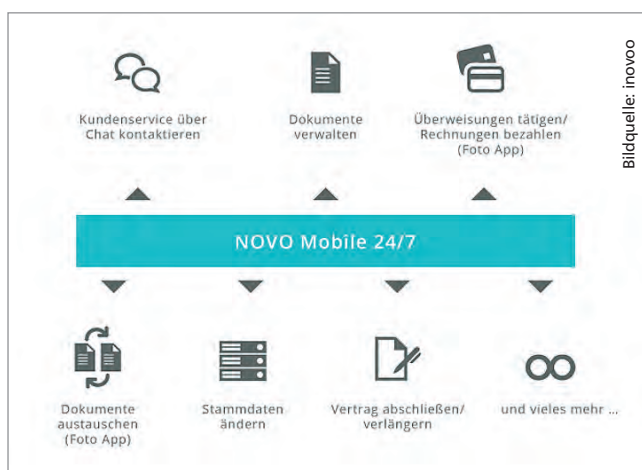 Kundenservice über
Chat kontaktieren
Dokumente
verwalten
Überweisungen tätigen/
Rechnungen bezahlen
(Foto App)
Bildquelle: inovoo
NOVO Mobile 24/7
Dokumente
austauschen
(Foto App)
Stammdaten
ändern
Vertrag abschließen/
verlängern
und vieles mehr ...